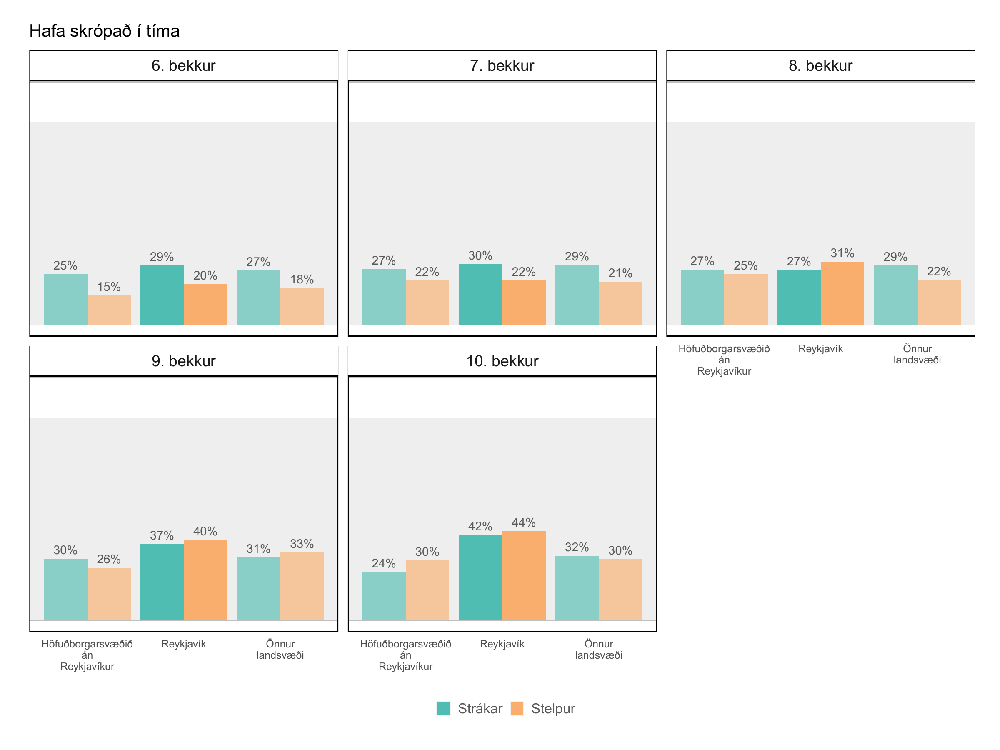 Hafa skrópað í tíma
6. bekkur
25%
15%
29%
20%
27%
18%
7. bekkur
27%
22%
30%
22%
29%
21%
8. bekkur
27%
25%
27%
31%
29%
22%
Höfuðborgarsvæðið
án
Reykjavíkur
Reykjavík
Önnur
landsvæði
9. bekkur
30%
26%
37%
40%
31%
33%
Höfuðborgarsvæðið
án
Reykjavíkur
Reykjavík
Önnur
landsvæði
10. bekkur
24%
30%
42%
44%
32%
30%
Höfuðborgarsvæðið
án
Reykjavíkur
Reykjavík
Önnur
landsvæði
Strákar
Stelpur